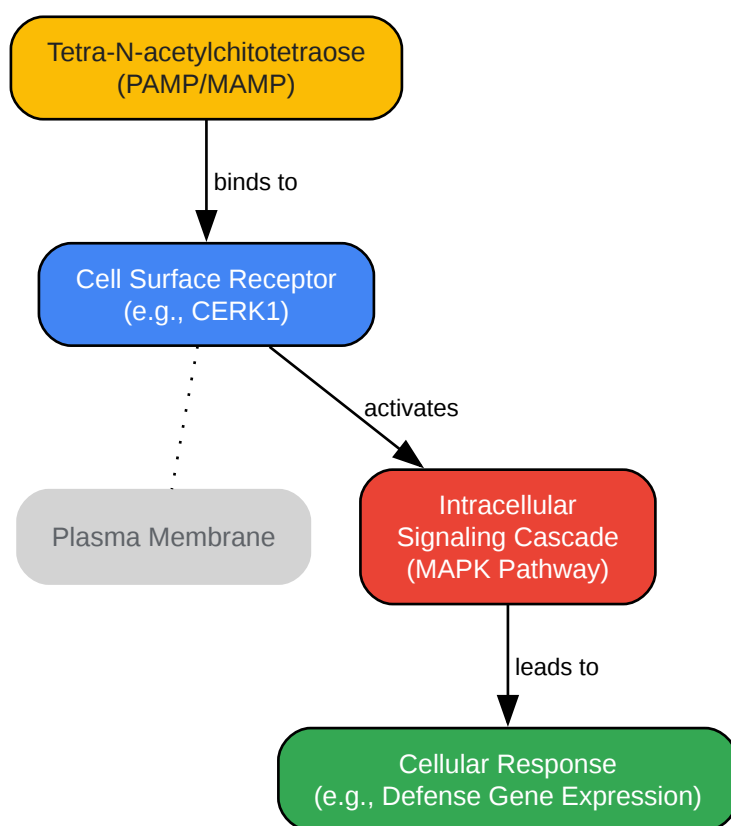 Tetra-N-acetylchitotetraose
(PAMP/MAMP)
binds to
Cell Surface Receptor
(e.g., CERK1)
activates
Plasma Membrane
Intracellular
Signaling Cascade
(MAPK Pathway)
leads to
Cellular Response
(e.g., Defense Gene Expression)